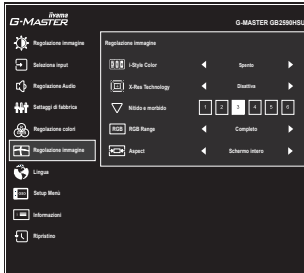 iiyama
G-MASTER
G-MASTER GB2590HSU
Regolazione immagine
Selezione input
Regolazione Audio
Settaggi di fabbrica
Regolazione colori
Regolazione immagine
Lingua
Setup Menù
Informazioni
Ripristino
Regolazione immagine
i-Style Color Spento
X-Res Technology Disattiva
Nitido e morbido 1 2 3 4 5 6
RGB RGB Range Completo
Aspect Schermo intero